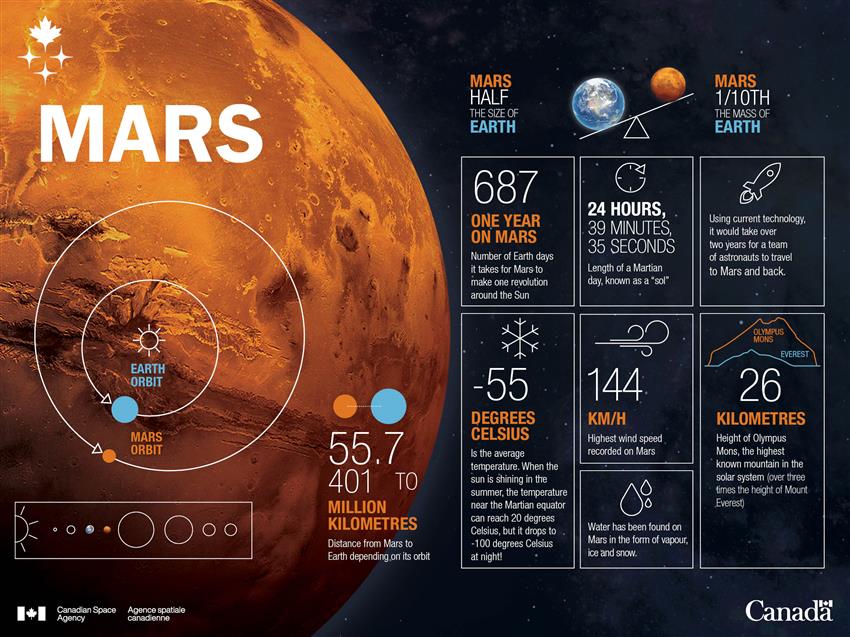 MARS
MARS
HALF
THE SIZE OF
EARTH
MARS
1/10TH
THE MASS OF
EARTH
687
ONE YEAR
ON MARS
Number of Earth days
it takes for Mars to
make one revolution
around the Sun
24 HOURS,
39 MINUTES,
35 SECONDS
Length of a Martian
day, known as a “sol”
Using current technology,
it would take over
two years for a team
of astronauts to travel
to Mars and back.
EARTH
ORBIT
MARS
ORBIT
55.7 TO
401
MILLION
KILOMETRES
Distance from Mars to
Earth depending on its orbit
-55
DEGREES
CELSIUS
Is the average
temperature. When the
sun is shining in the
summer, the temperature
near the Martian equator
can reach 20 degrees
Celsius, but it drops to
-100 degrees Celsius
at night!
144
KM/H
Highest wind speed
recorded on Mars
Water has been found on
Mars in the form of vapour,
ice and snow.
OLYMPUS
MONS
EVEREST
26
KILOMETRES
Height of Olympus
Mons, the highest
known mountain in the
solar system (over three
times the height of Mount
Everest)
Canadian Space
Agency
Agence spatiale
canadienne
Canada